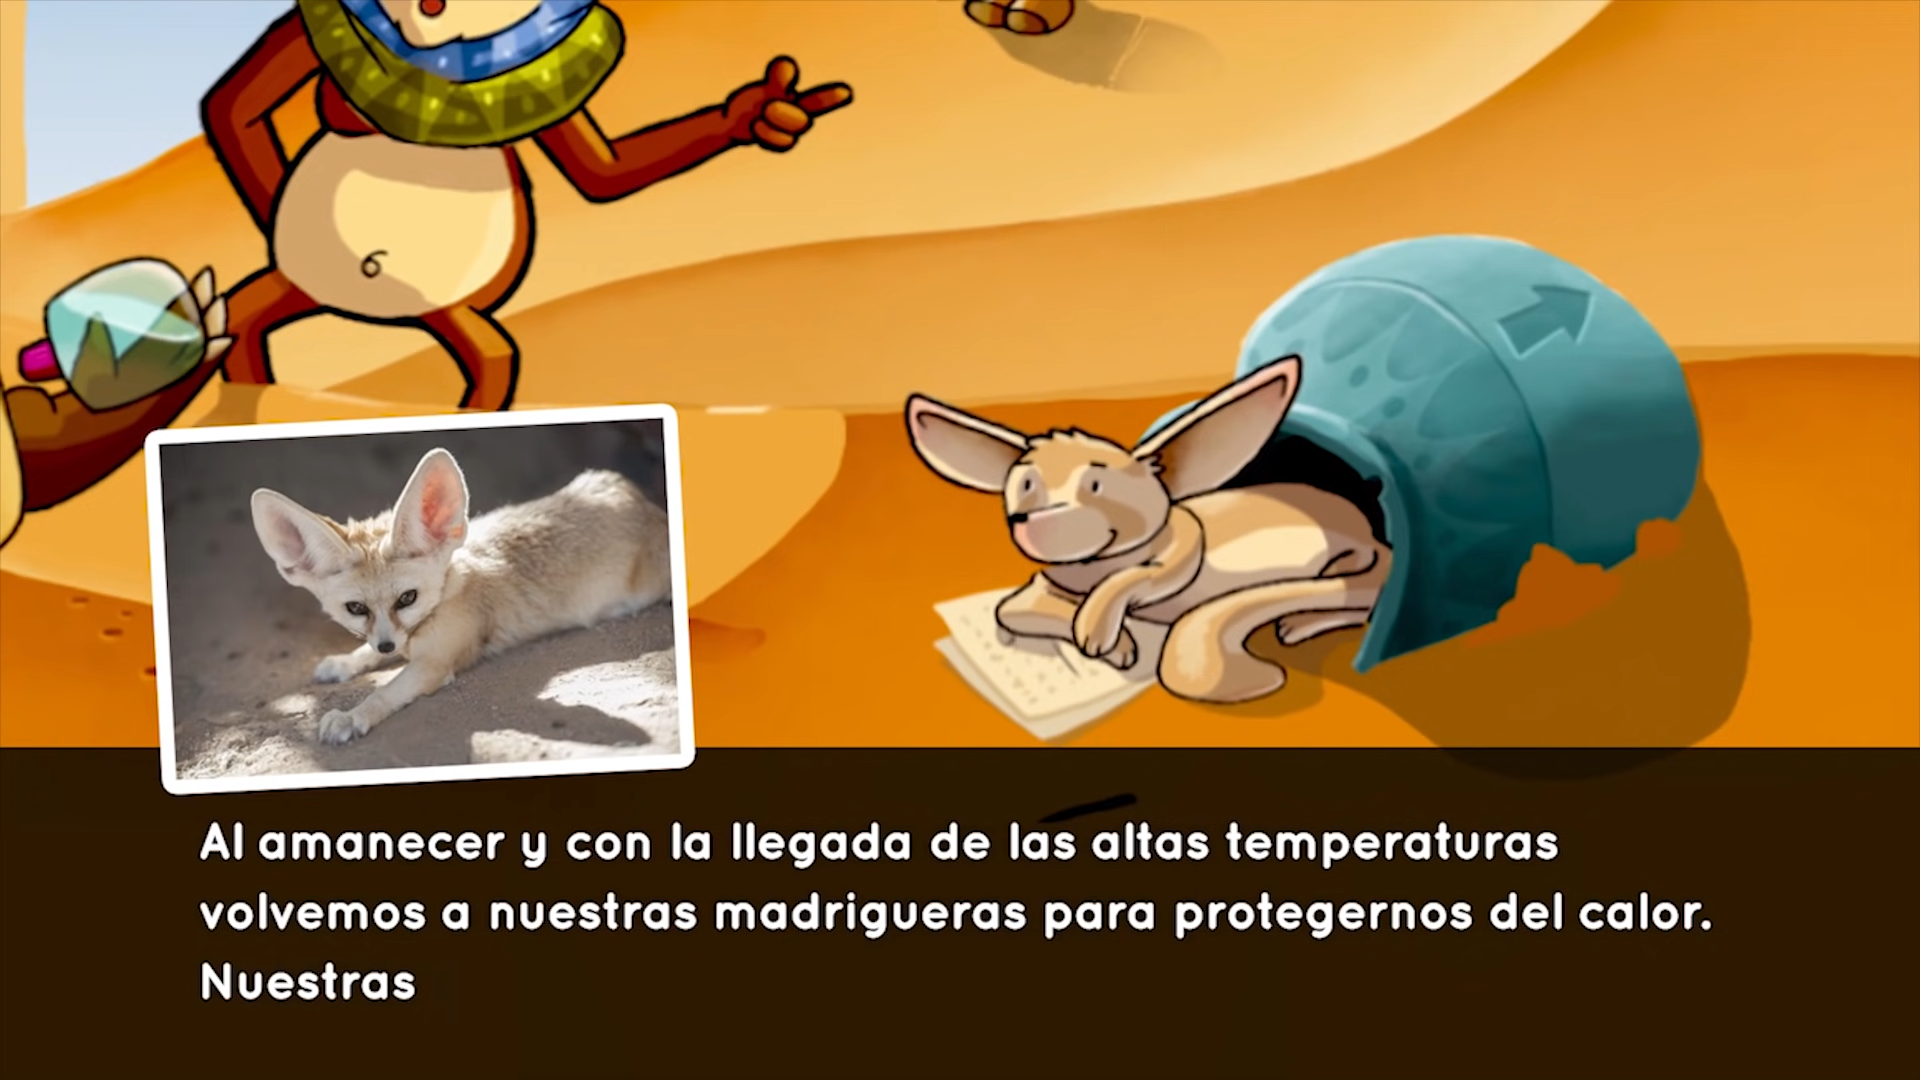 Al amanecer y con la llegada de las altas temperaturas
volvemos a nuestras madrigueras para protegernos del calor.
Nuestras